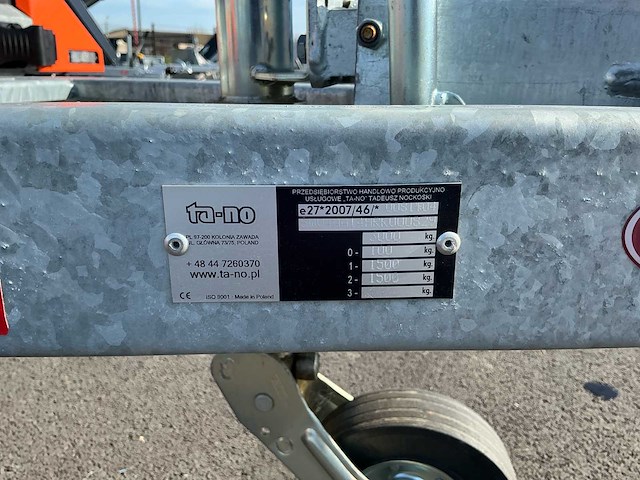 ta-no
PL 87-200 KOLONIA ZAWADA
UL. GŁÓWNA 73/75, POLAND
+ 48 44 7260370
www.ta-no.pl
CE ISO 9001 - Made in Poland
PRZEDSIĘBIORSTWO HANDLOWO PRODUKCYJNO
USŁUGOWE „TA-NO" TADEUSZ NOCKOSKI
e27*2007/46/*
kg.
0- kg.
1- 1500 kg.
2- 1500 kg.
3- kg.